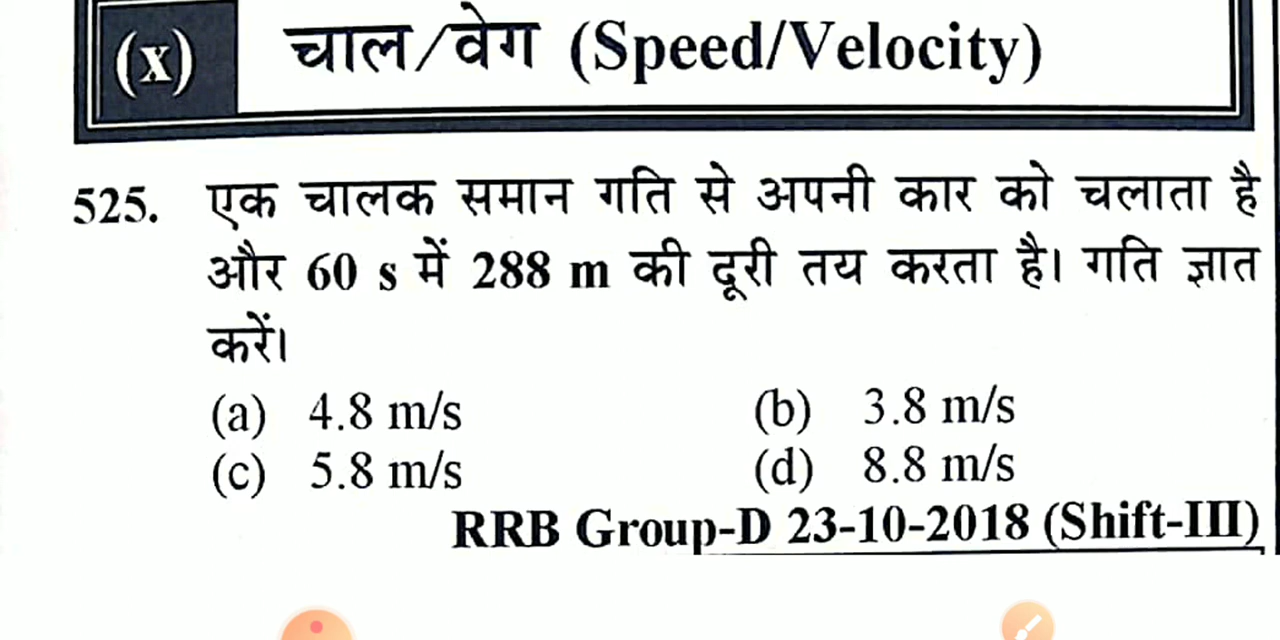 (x) चाल/वेग (Speed/Velocity)
525. एक चालक समान गति से अपनी कार को चलाता है
और 60 s में 288 m की दूरी तय करता है। गति ज्ञात
करें।
(a) 4.8 m/s (b) 3.8 m/s
(c) 5.8 m/s (d) 8.8 m/s
RRB Group-D 23-10-2018 (Shift-III)